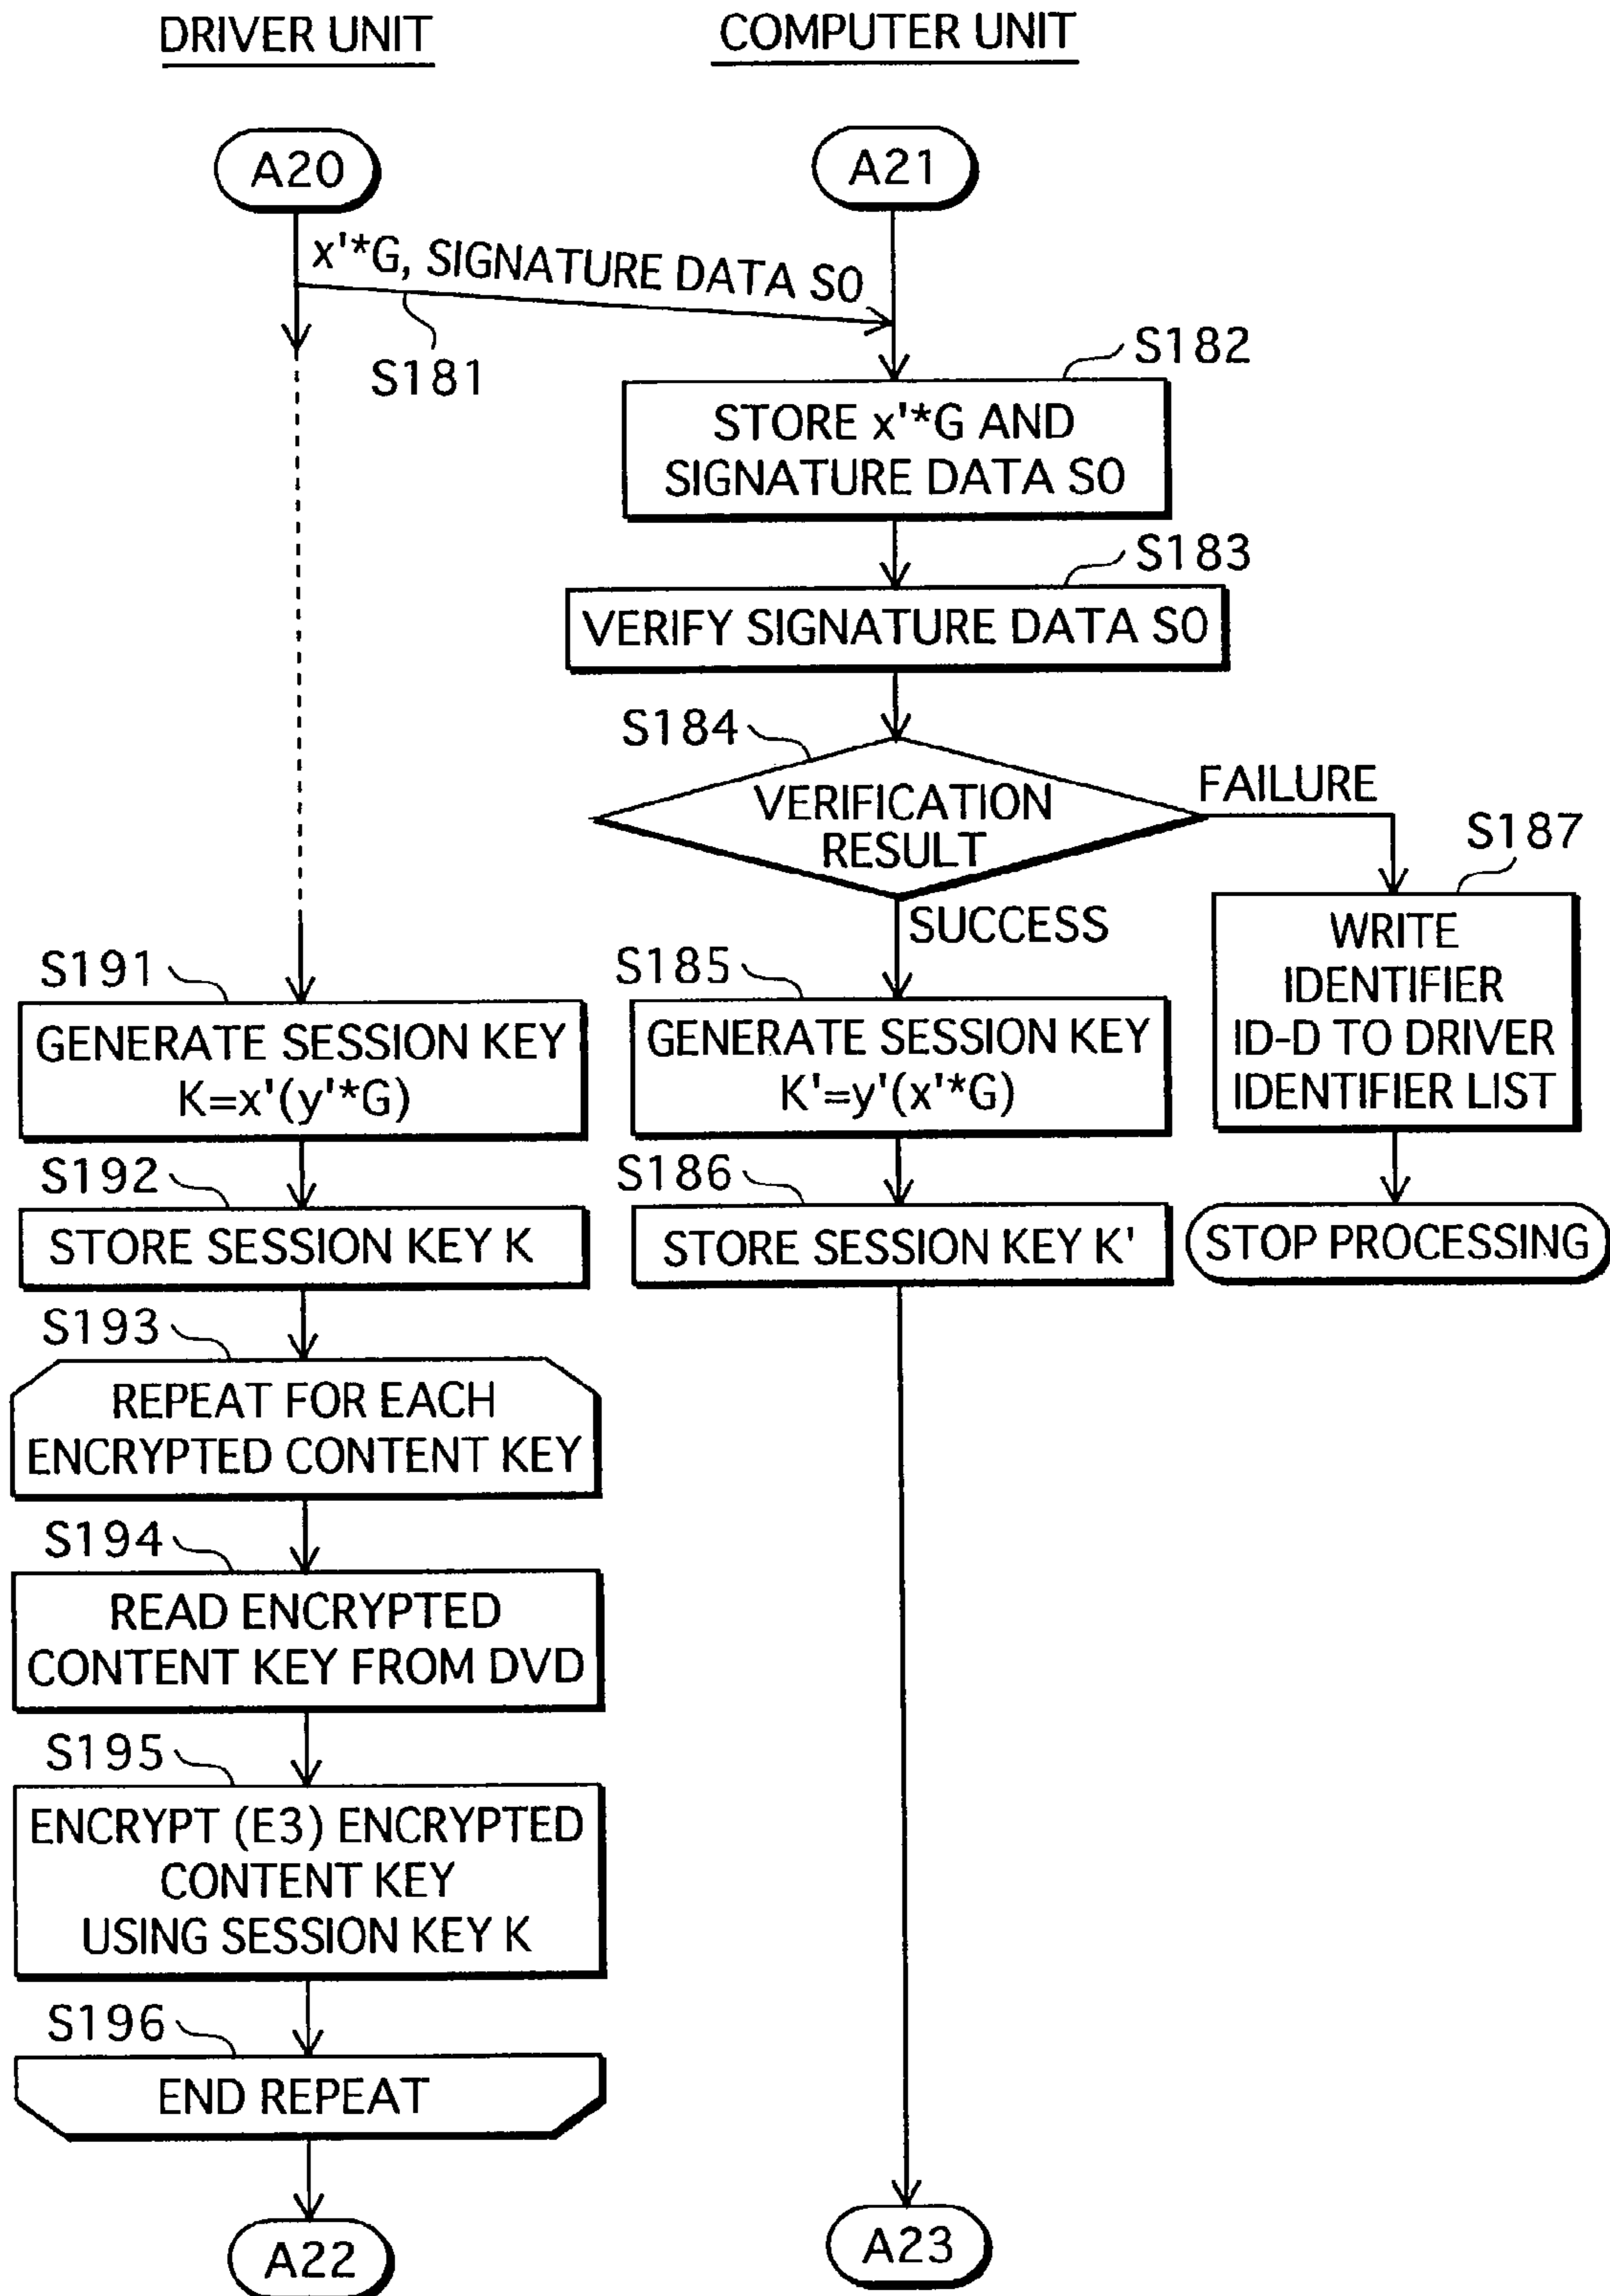 DRIVER UNIT
COMPUTER UNIT
A20
A21
x'*G, SIGNATURE DATA S0
S181
S182
STORE x'*G AND
SIGNATURE DATA S0
S183
VERIFY SIGNATURE DATA S0
S184
VERIFICATION
RESULT
FAILURE
SUCCESS
S187
WRITE
IDENTIFIER
ID-D TO DRIVER
IDENTIFIER LIST
STOP PROCESSING
S185
GENERATE SESSION KEY
K'=y'(x'*G)
S186
STORE SESSION KEY K'
S191
GENERATE SESSION KEY
K=x'(y'*G)
S192
STORE SESSION KEY K
S193
REPEAT FOR EACH
ENCRYPTED CONTENT KEY
S194
READ ENCRYPTED
CONTENT KEY FROM DVD
S195
ENCRYPT (E3) ENCRYPTED
CONTENT KEY
USING SESSION KEY K
S196
END REPEAT
A22
A23